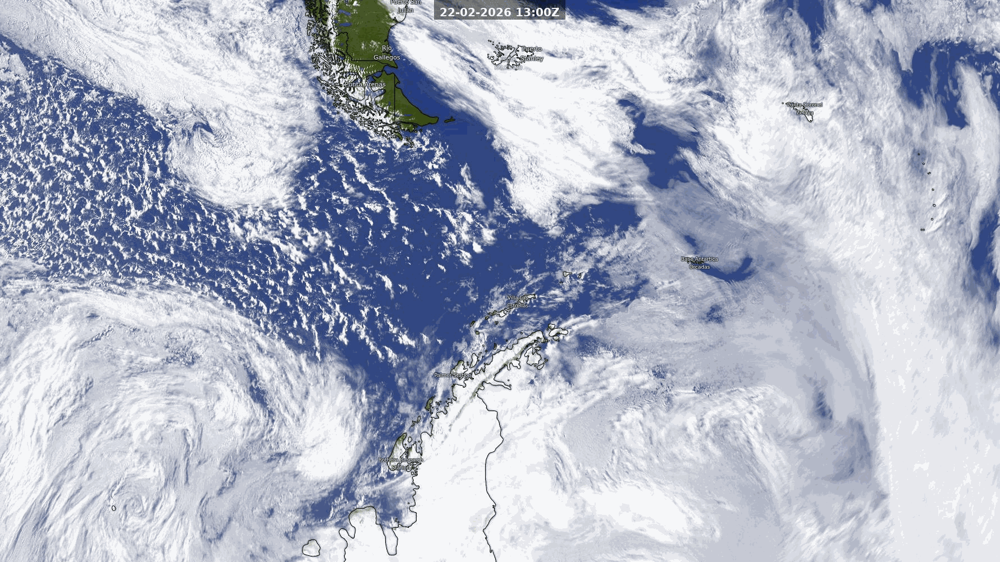 Puerto San
Julián
22-02-2026 13:00Z
Río
Gallegos
Puerto
Stanley
FALKLAND
Punta Arenas
Punta Coronel
Zelaya
Base Antartica
Orcadas
Villa Las
Estrellas
Palmer Station
Rothera Research
Station